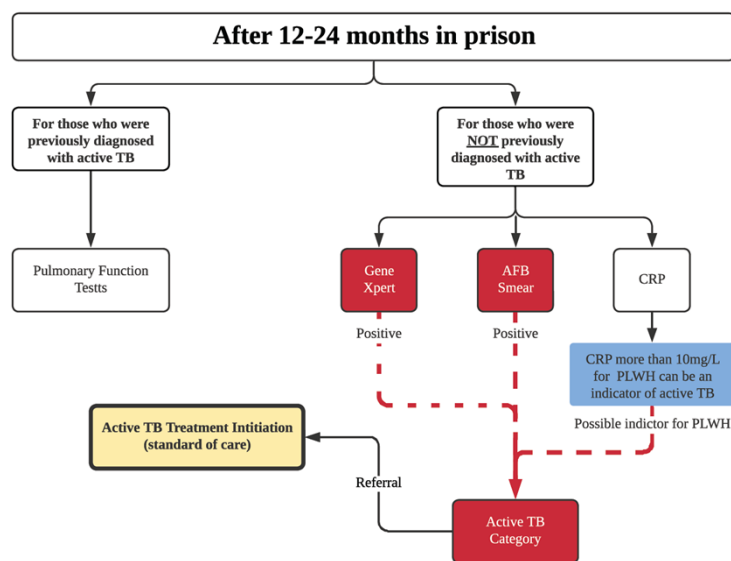 After 12-24 months in prison
For those who were
previously diagnosed
with active TB
For those who were
NOT previously
diagnosed with active
TB
Pulmonary Function
Testts
Gene
Xpert
AFB
Smear
CRP
Positive
Positive
CRP more than 10mg/L
for PLWH can be an
indicator of active TB
Possible indictor for PLWH
Active TB Treatment Intitiation
(standard of care)
Referral
Active TB
Category